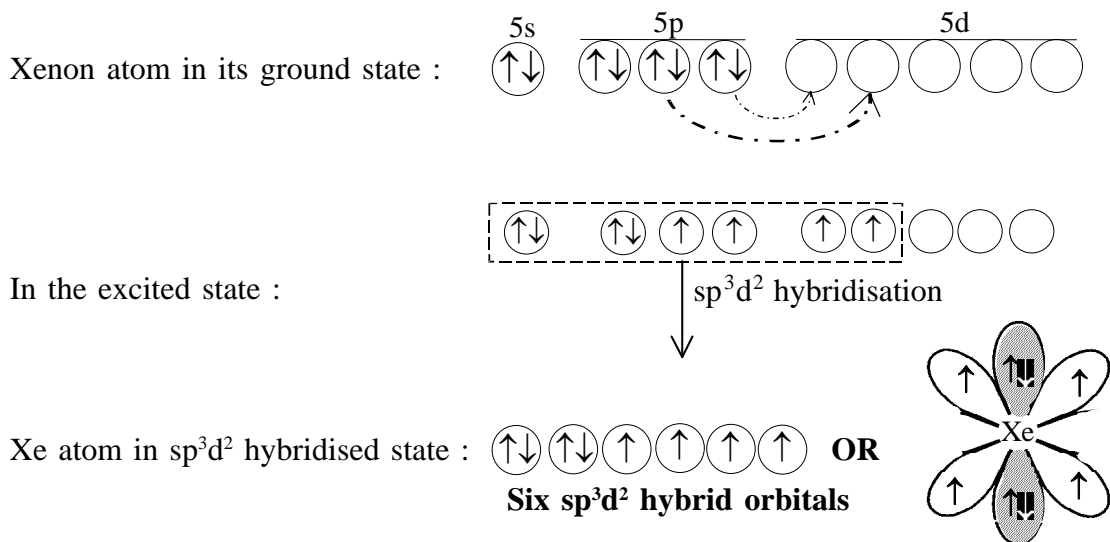 5s 5p 5d
Xenon atom in its ground state : ↑↓ ↑↓ ↑↓ ↑↓
↑↓ ↑↓ ↑ ↑ ↑ ↑
In the excited state : sp³d² hybridisation
↑ ↑↓ ↑
Xe
Xe atom in sp³d² hybridised state : ↑↓ ↑↓ ↑ ↑ ↑ ↑ OR
Six sp³d² hybrid orbitals
↑ ↑↓ ↑